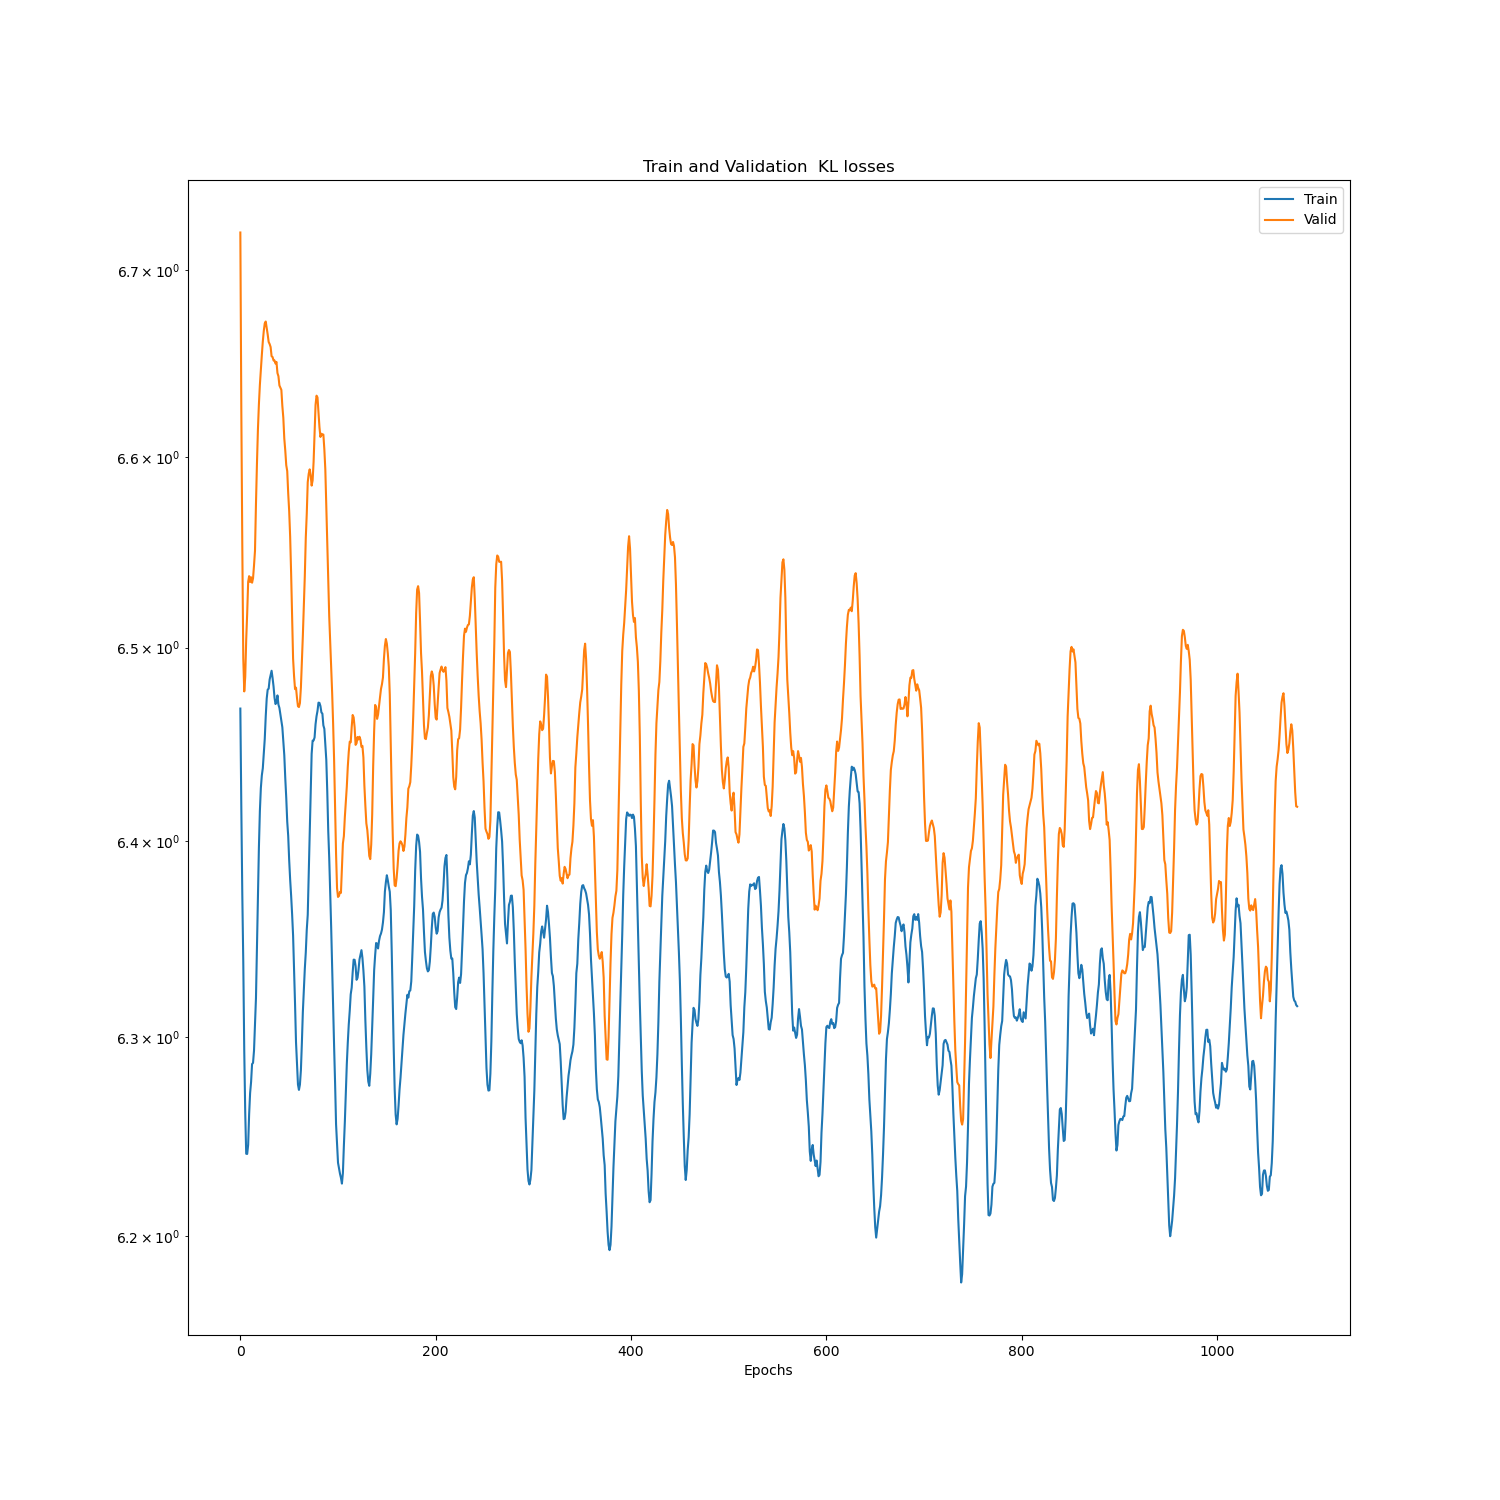 Train and Validation  KL losses
Train
Valid
6.7 × 10⁰
6.6 × 10⁰
6.5 × 10⁰
6.4 × 10⁰
6.3 × 10⁰
6.2 × 10⁰
0 200 400 600 800 1000
Epochs